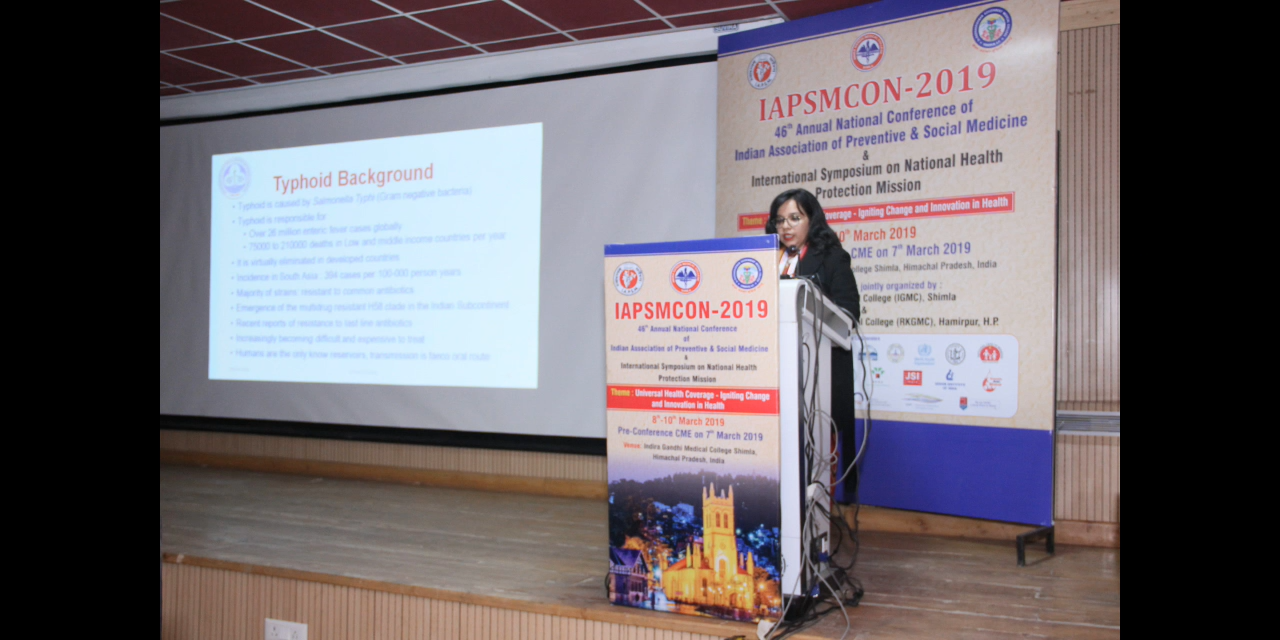 Typhoid Background
• Typhoid is caused by Salmonella Typhi (Gram negative bacteria)
• Typhoid is responsible for
• Over 26 million enteric fever cases globally
• 75000 to 210000 deaths in Low and middle income countries per year
• It is virtually eliminated in developed countries
• Incidence in South Asia: 394 cases per 100 000 person years
• Majority of strains: resistant to common antibiotics
• Emergence of the multidrug resistant H58 clade in the Indian Subcontinent
• Recent reports of resistance to last line antibiotics
• Increasingly becoming difficult and expensive to treat
• Humans are the only know reservoirs, transmission is faeco oral route
IAPSMCON-2019
46th Annual National Conference of
Indian Association of Preventive & Social Medicine
&
International Symposium on National Health
Protection Mission
Theme : Coverage - Igniting Change and Innovation in Health
10th March 2019
CME on 7th March 2019
College Shimla, Himachal Pradesh, India
jointly organized by :
College (IGMC), Shimla
&
College (RKGMC), Hamirpur, H.P.
JSI
IAPSMCON-2019
46th Annual National Conference
of
Indian Association of Preventive & Social Medicine
&
International Symposium on National Health
Protection Mission
Theme : Universal Health Coverage - Igniting Change
and Innovation in Health
8th-10th March 2019
Pre-Conference CME on 7th March 2019
Venue: Indira Gandhi Medical College Shimla,
Himachal Pradesh, India